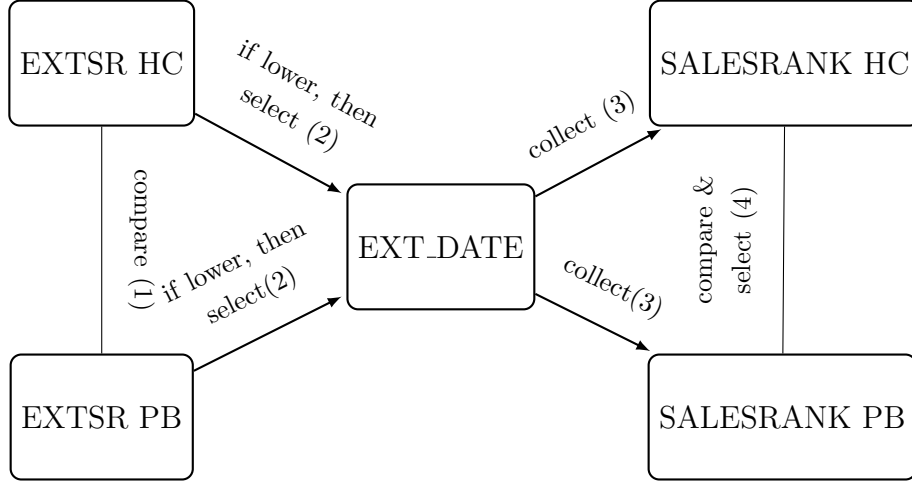 EXTSR HC
if lower, then
select (2)
collect (3)
SALESRANK HC
compare (1)
if lower, then
select(2)
EXT_DATE
collect(3)
compare &
select (4)
EXTSR PB
SALESRANK PB